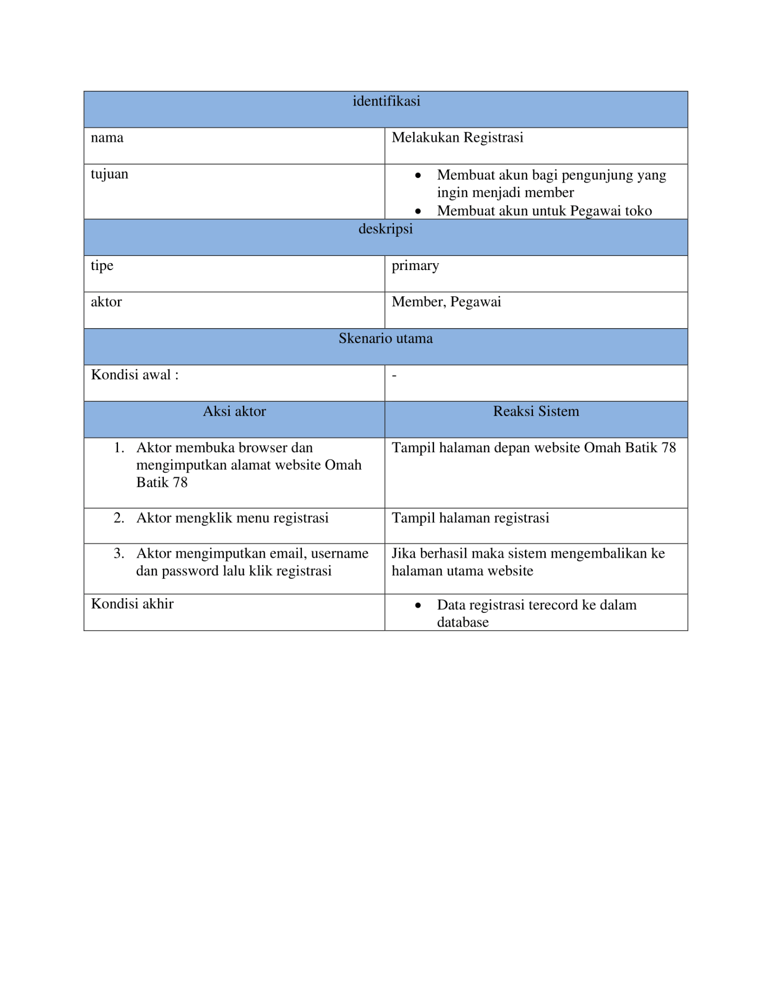 identifikasi
nama
Melakukan Registrasi
tujuan
• Membuat akun bagi pengunjung yang
ingin menjadi member
• Membuat akun untuk Pegawai toko
deskripsi
tipe
primary
aktor
Member, Pegawai
Skenario utama
Kondisi awal :
-
Aksi aktor
Reaksi Sistem
1. Aktor membuka browser dan
mengimputkan alamat website Omah
Batik 78
Tampil halaman depan website Omah Batik 78
2. Aktor mengklik menu registrasi
Tampil halaman registrasi
3. Aktor mengimputkan email, username
dan password lalu klik registrasi
Jika berhasil maka sistem mengembalikan ke
halaman utama website
Kondisi akhir
• Data registrasi terecord ke dalam
database